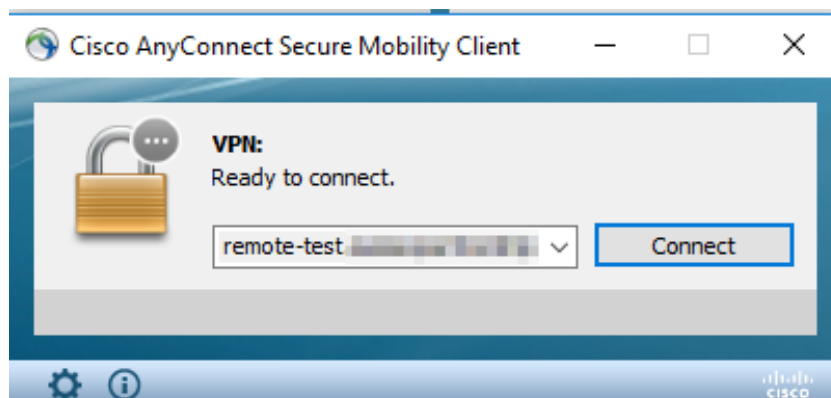 Cisco AnyConnect Secure Mobility Client
VPN:
Ready to connect.
remote-test.
Connect
CISCO